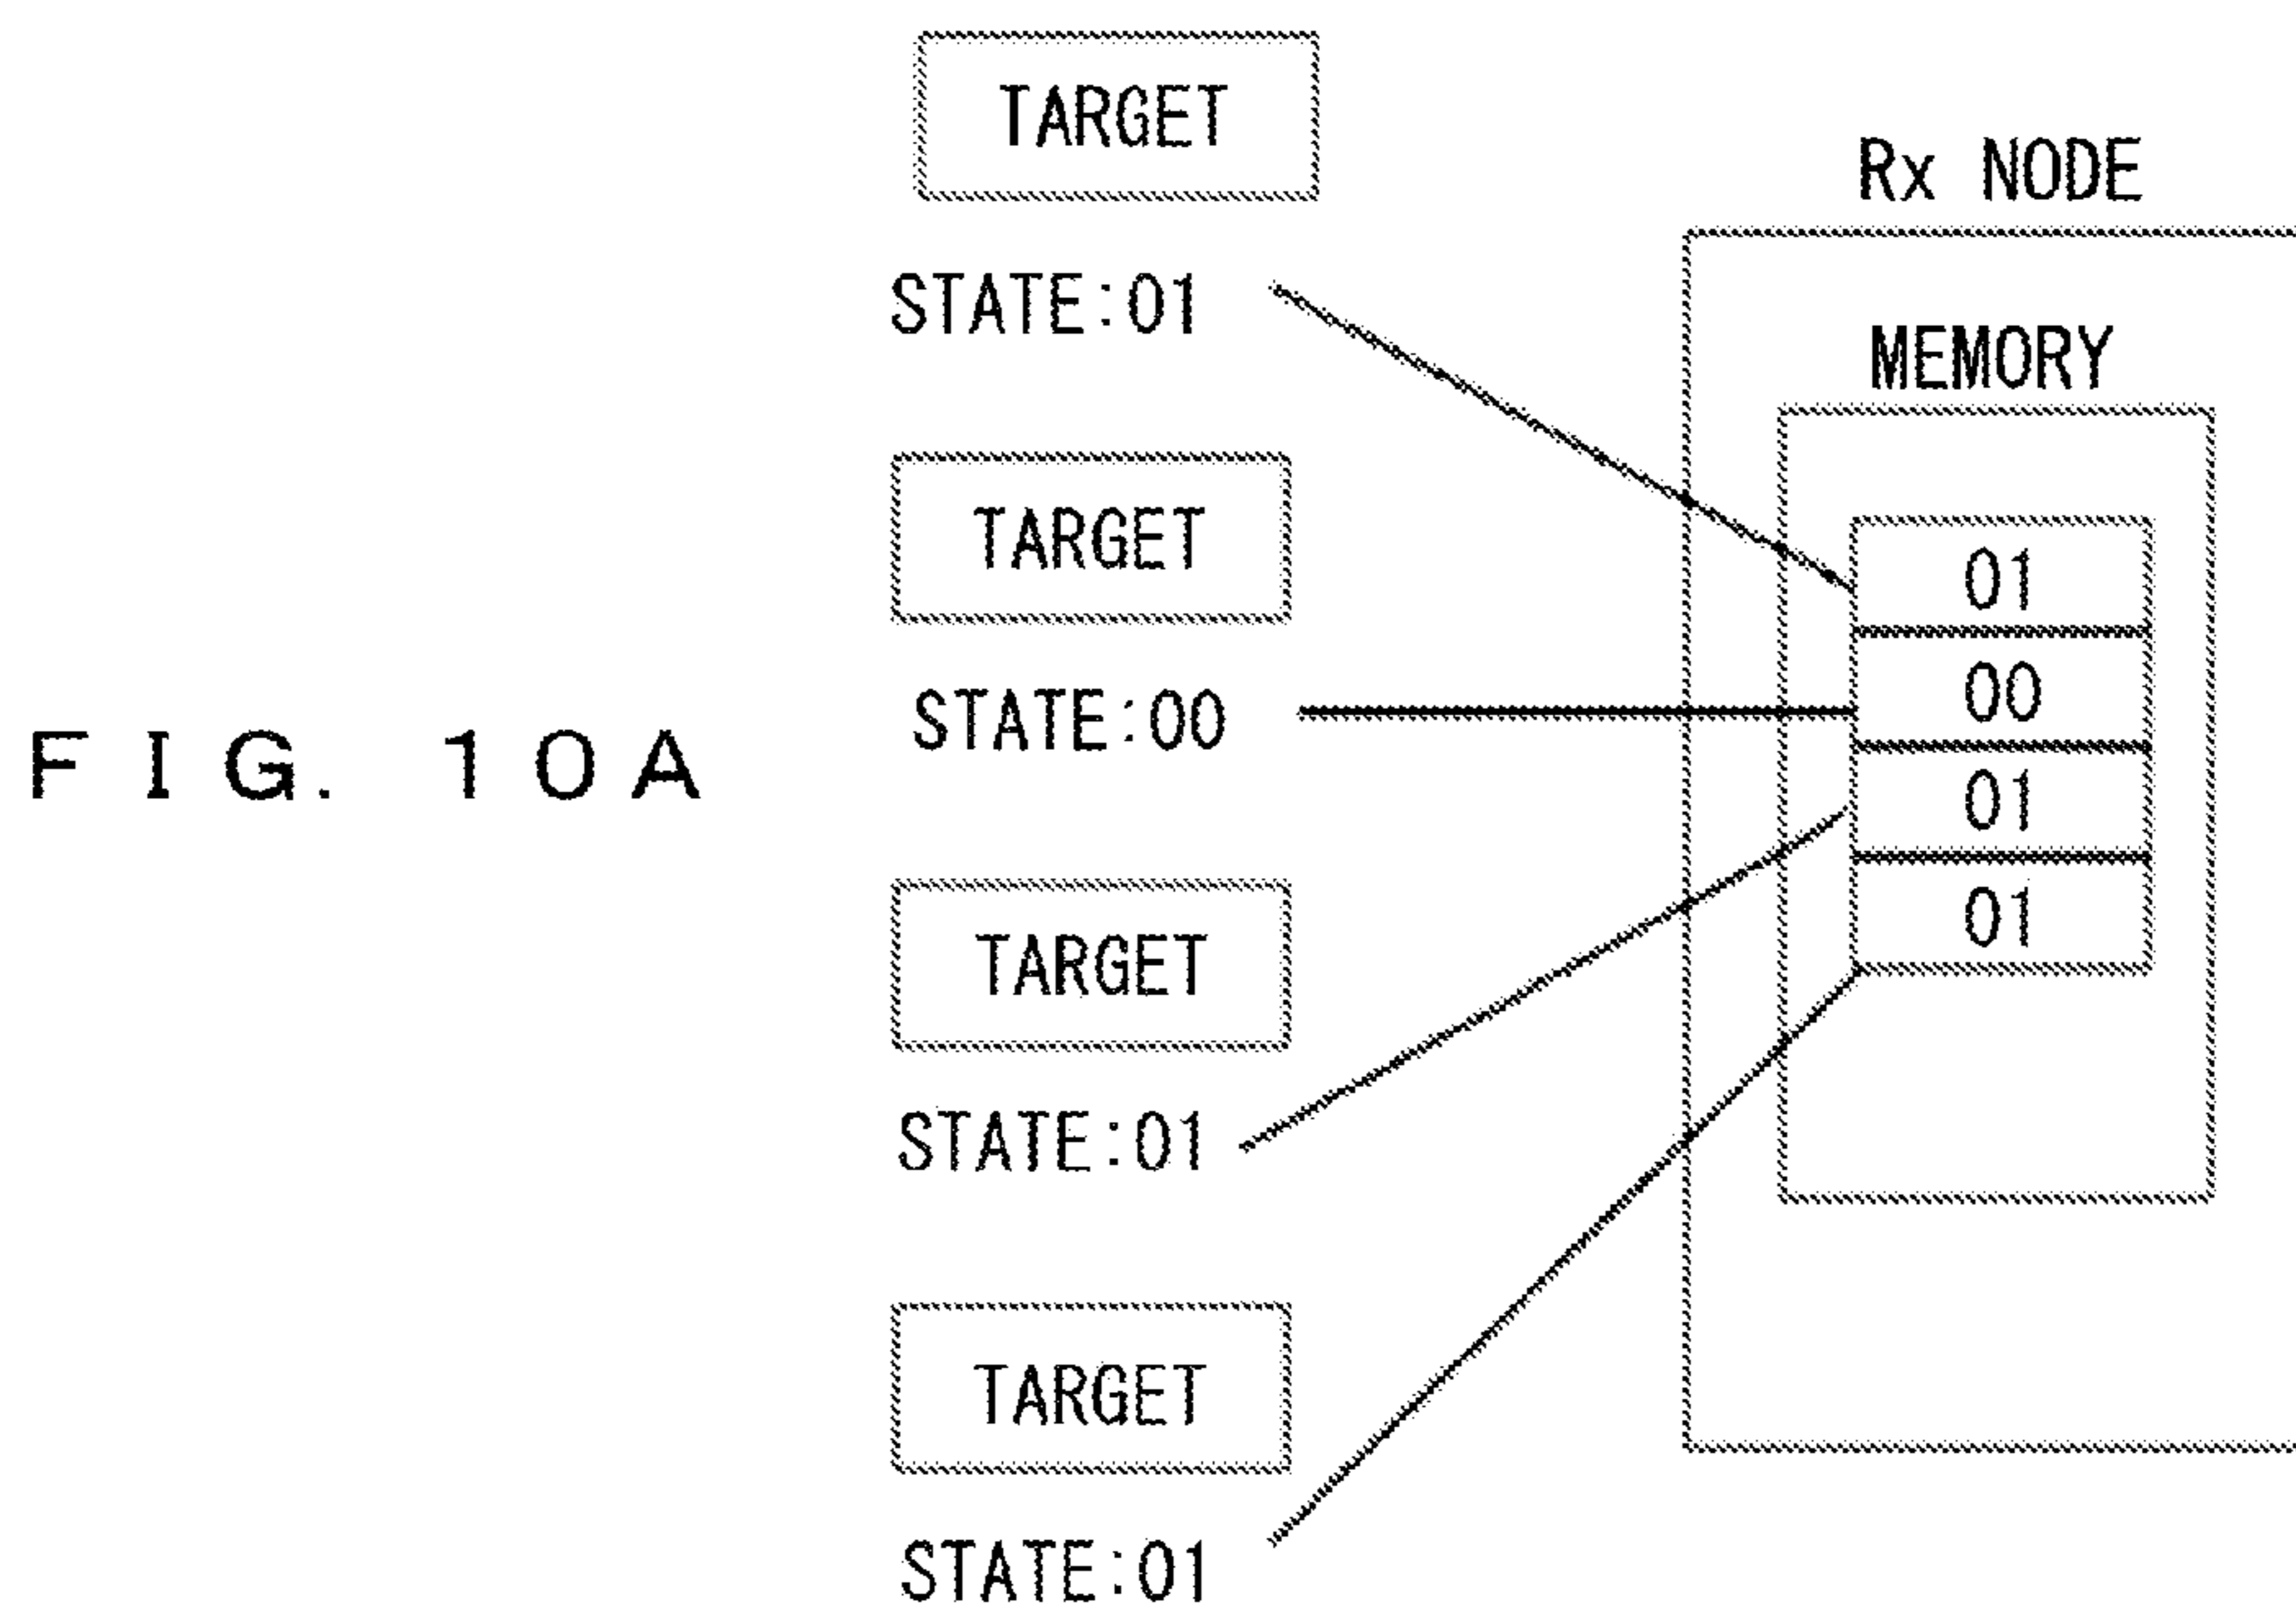 TARGET
Rx NODE
STATE:01
MEMORY
TARGET
01
00
STATE:00
FIG. 10A
01
01
TARGET
STATE:01
TARGET
STATE:01